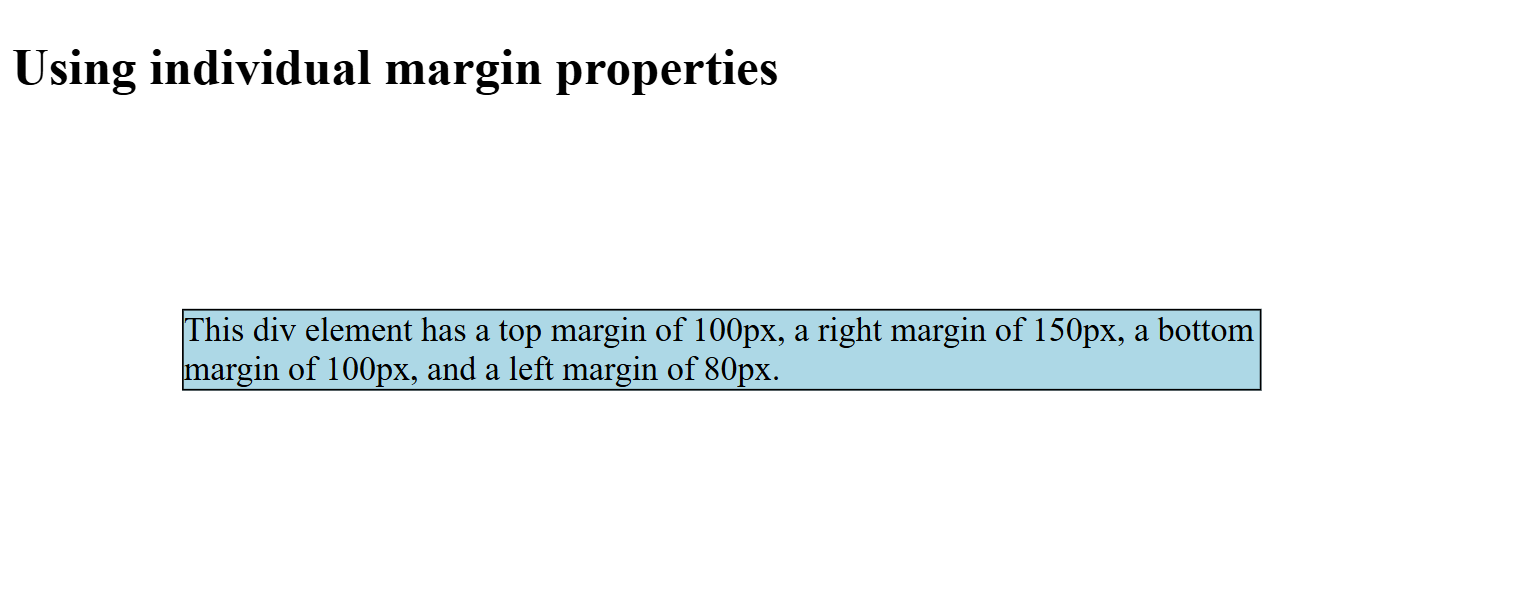 Using individual margin properties
This div element has a top margin of 100px, a right margin of 150px, a bottom
margin of 100px, and a left margin of 80px.